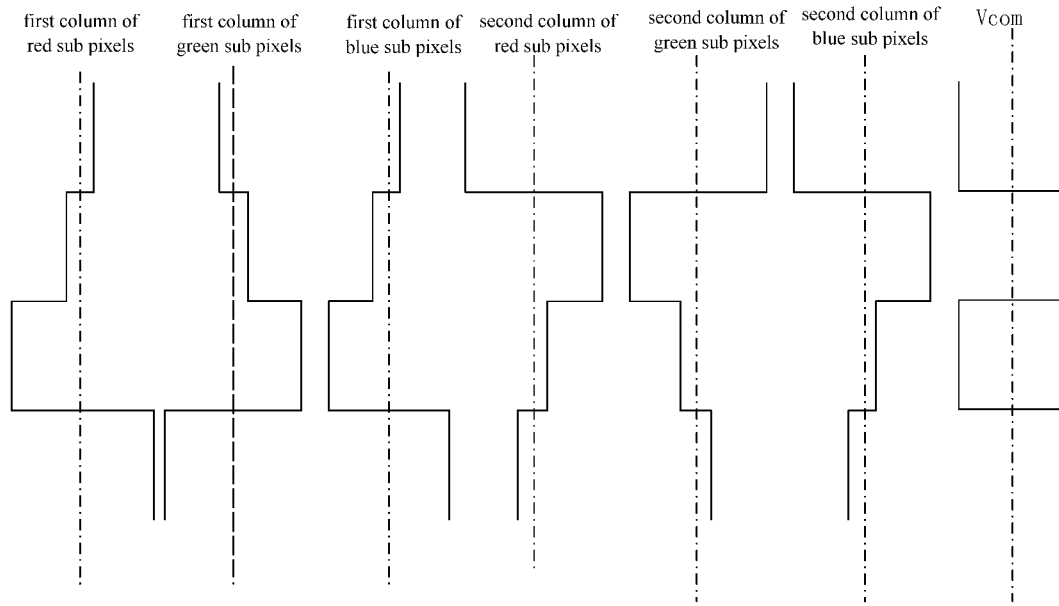 first column of
red sub pixels
first column of
green sub pixels
first column of
blue sub pixels
second column of
red sub pixels
second column of
green sub pixels
second column of
blue sub pixels
Vcom